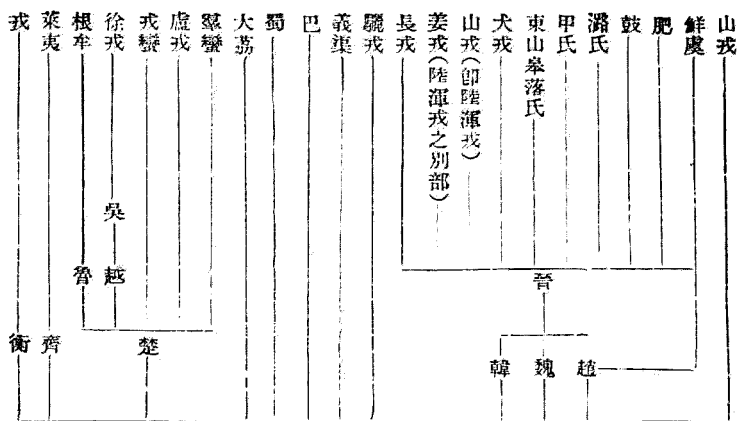 山戎
鮮虞
肥
鼓
潞氏
甲氏
東山皋落氏
犬戎
山戎(卽陸渾戎)
姜戎(陸渾戎之別部)
長戎
驪戎
義渠
巴
蜀
大荔
羣蠻
盧戎
戎蠻
徐戎
根牟
萊夷
戎
吳
晉
越
魯
趙
魏
韓
楚
齊
衛